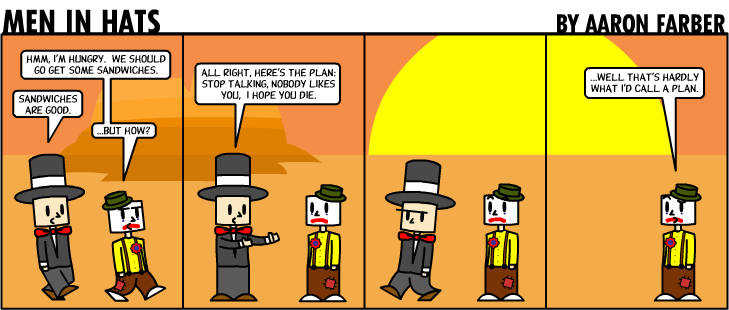 MEN IN HATS
BY AARON FARBER
HMM, I'M HUNGRY. WE SHOULD
GO GET SOME SANDWICHES.
SANDWICHES
ARE GOOD.
...BUT HOW?
ALL RIGHT, HERE'S THE PLAN:
STOP TALKING, NOBODY LIKES
YOU, I HOPE YOU DIE.
...WELL THAT'S HARDLY
WHAT I'D CALL A PLAN.